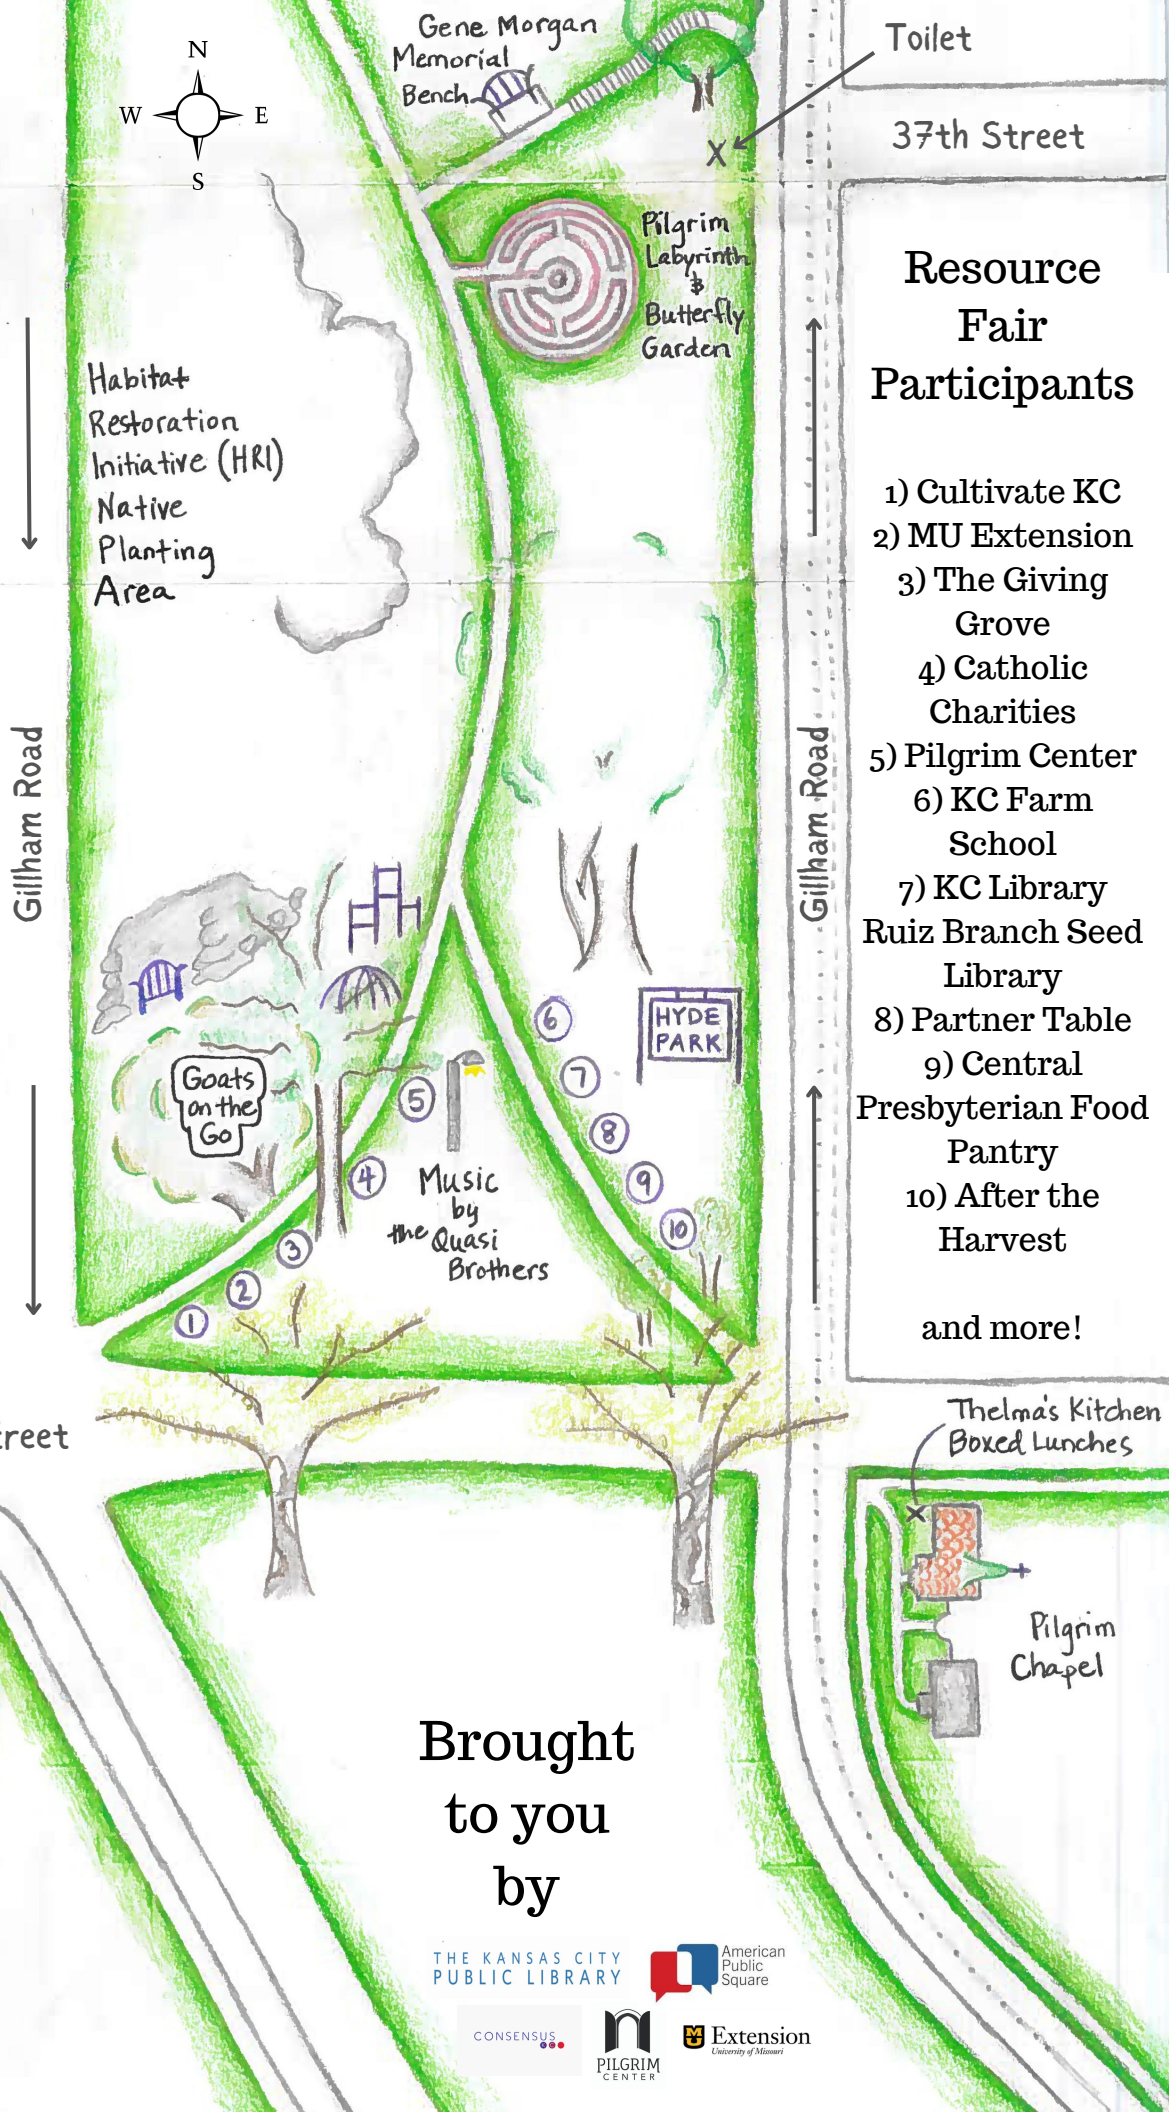 Gene Morgan
Memorial
Bench
N
W
E
S
Toilet
37th Street
Pilgrim
Labyrinth
&
Butterfly
Garden
Habitat
Restoration
Initiative (HRI)
Native
Planting
Area
Gillham Road
Gillham Road
Resource
Fair
Participants
1) Cultivate KC
2) MU Extension
3) The Giving
Grove
4) Catholic
Charities
5) Pilgrim Center
6) KC Farm
School
7) KC Library
Ruiz Branch Seed
Library
8) Partner Table
9) Central
Presbyterian Food
Pantry
10) After the
Harvest
and more!
HYDE
PARK
Goats
on the
Go
6
7
5
8
4
9
10
3
2
1
Music
by
the Quasi
Brothers
reet
Thelma's Kitchen
Boxed Lunches
Pilgrim
Chapel
Brought
to you
by
THE KANSAS CITY
PUBLIC LIBRARY
American
Public
Square
CONSENSUS
PILGRIM
CENTER
MU
Extension
University of Missouri